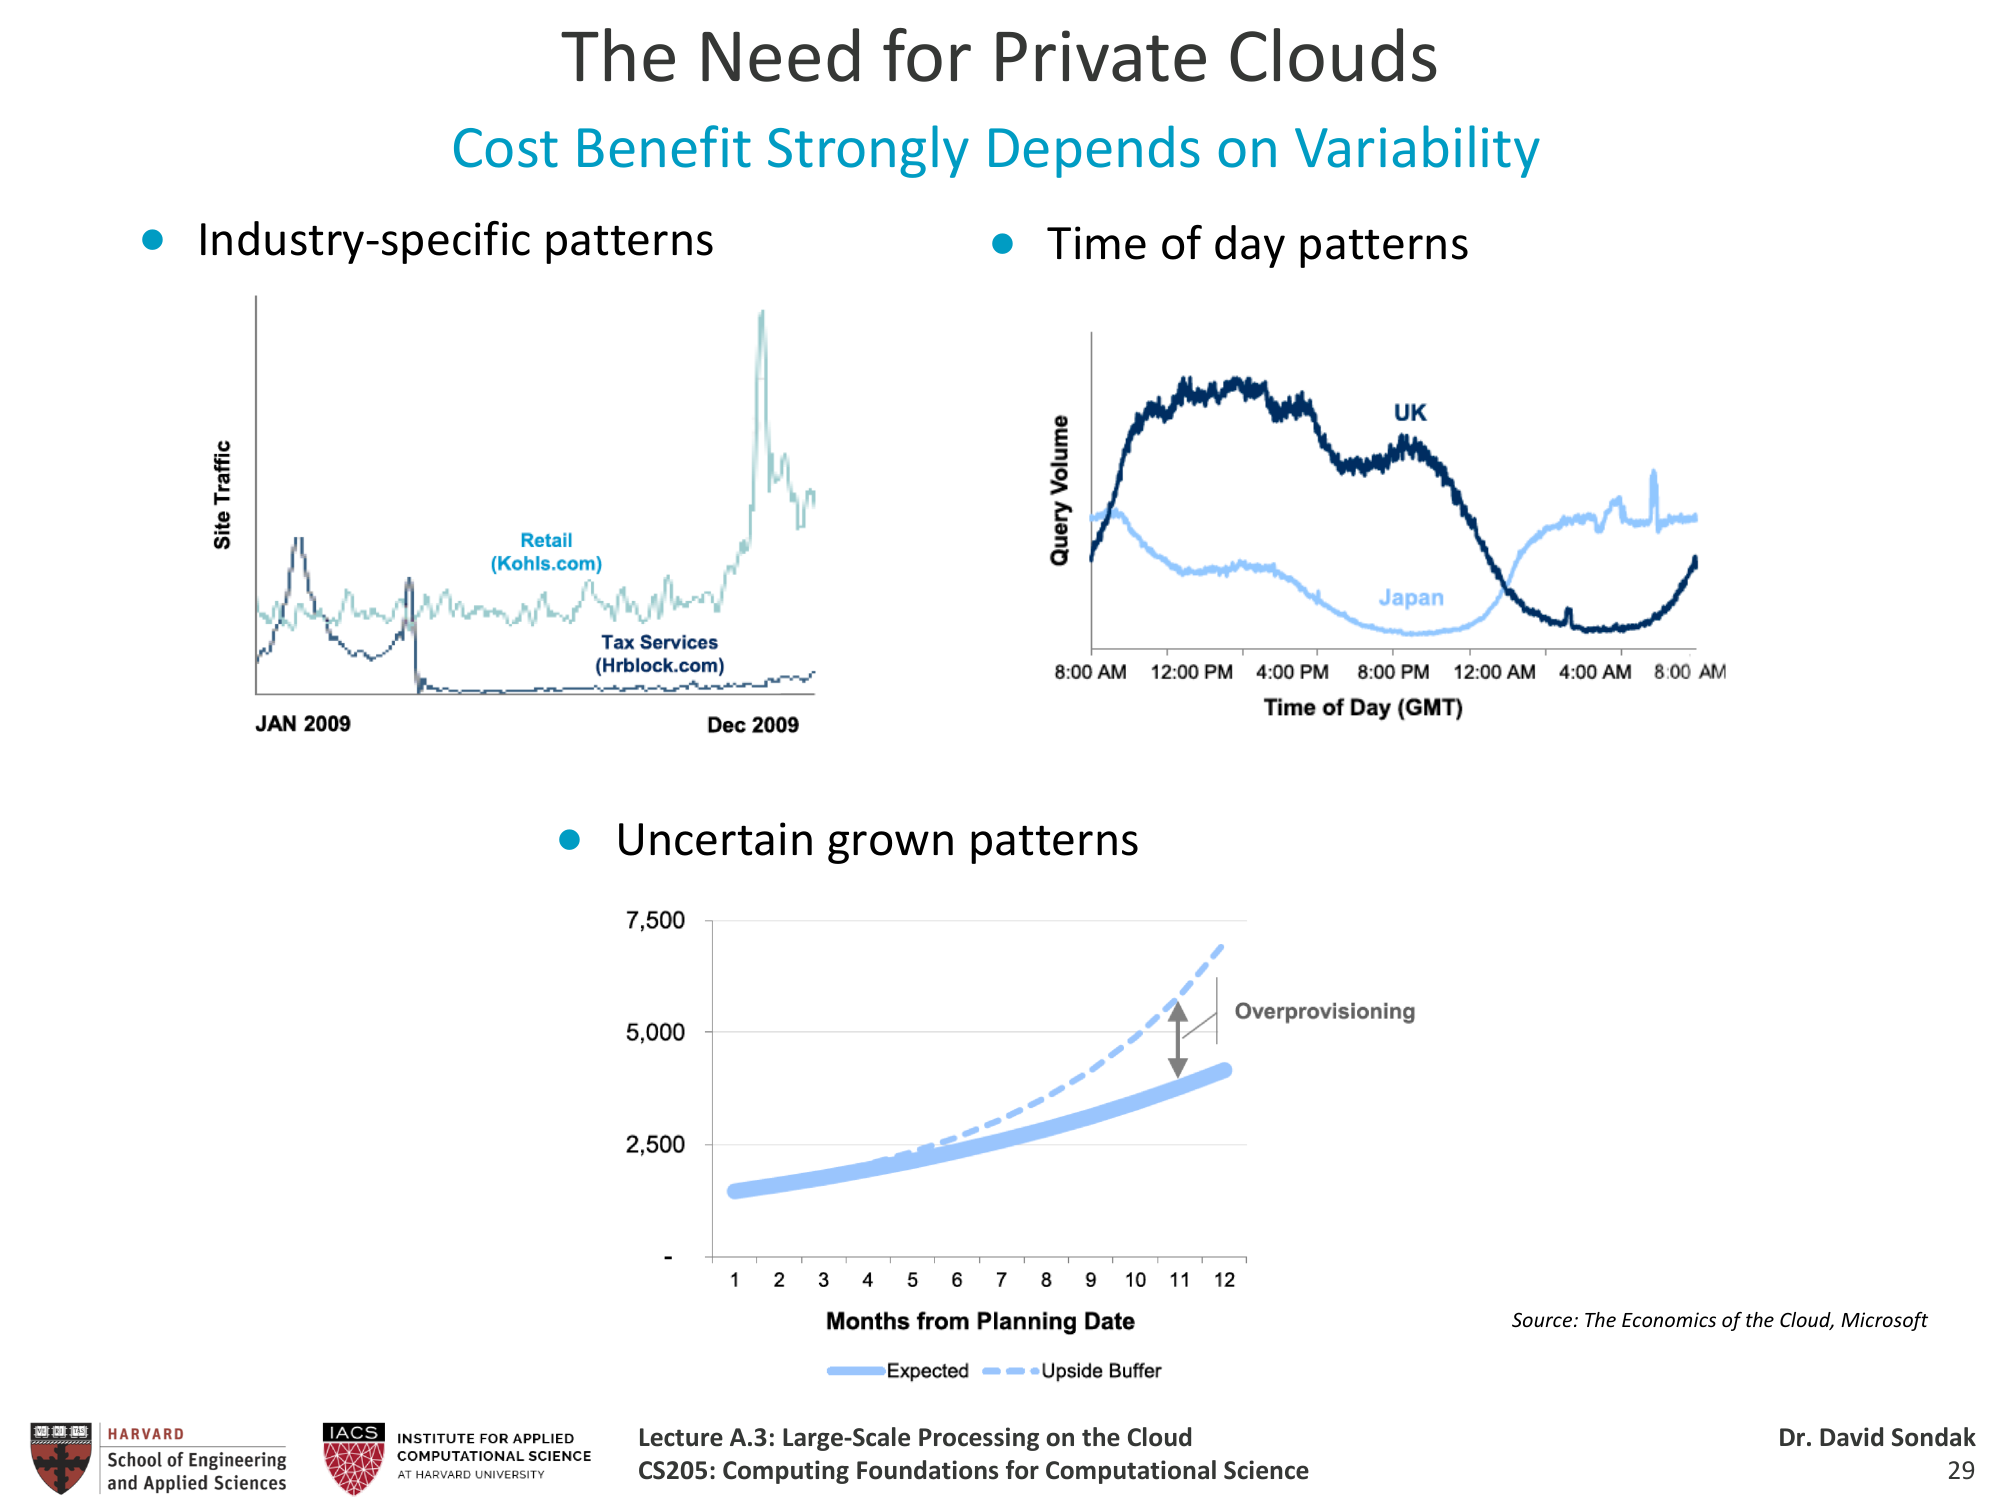 The Need for Private Clouds
Cost Benefit Strongly Depends on Variability
● Industry-specific patterns
Site Traffic
Retail
(Kohls.com)
Tax Services
(Hrblock.com)
JAN 2009 Dec 2009
● Time of day patterns
Query Volume
UK
Japan
8:00 AM 12:00 PM 4:00 PM 8:00 PM 12:00 AM 4:00 AM 8:00 AM
Time of Day (GMT)
● Uncertain grown patterns
7,500
5,000
2,500
-
Overprovisioning
1 2 3 4 5 6 7 8 9 10 11 12
Months from Planning Date
Expected Upside Buffer
Source: The Economics of the Cloud, Microsoft
HARVARD
School of Engineering
and Applied Sciences
IACS
INSTITUTE FOR APPLIED
COMPUTATIONAL SCIENCE
AT HARVARD UNIVERSITY
Lecture A.3: Large-Scale Processing on the Cloud
CS205: Computing Foundations for Computational Science
Dr. David Sondak
29